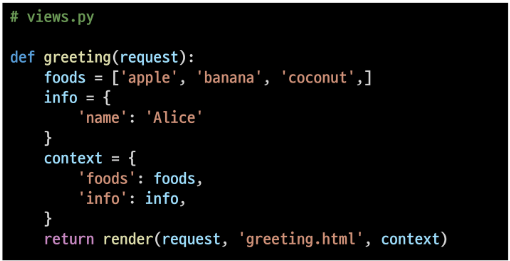 # views.py
def greeting(request):
    foods = ['apple', 'banana', 'coconut',]
    info = {
        'name': 'Alice'
    }
    context = {
        'foods': foods,
        'info': info,
    }
    return render(request, 'greeting.html', context)